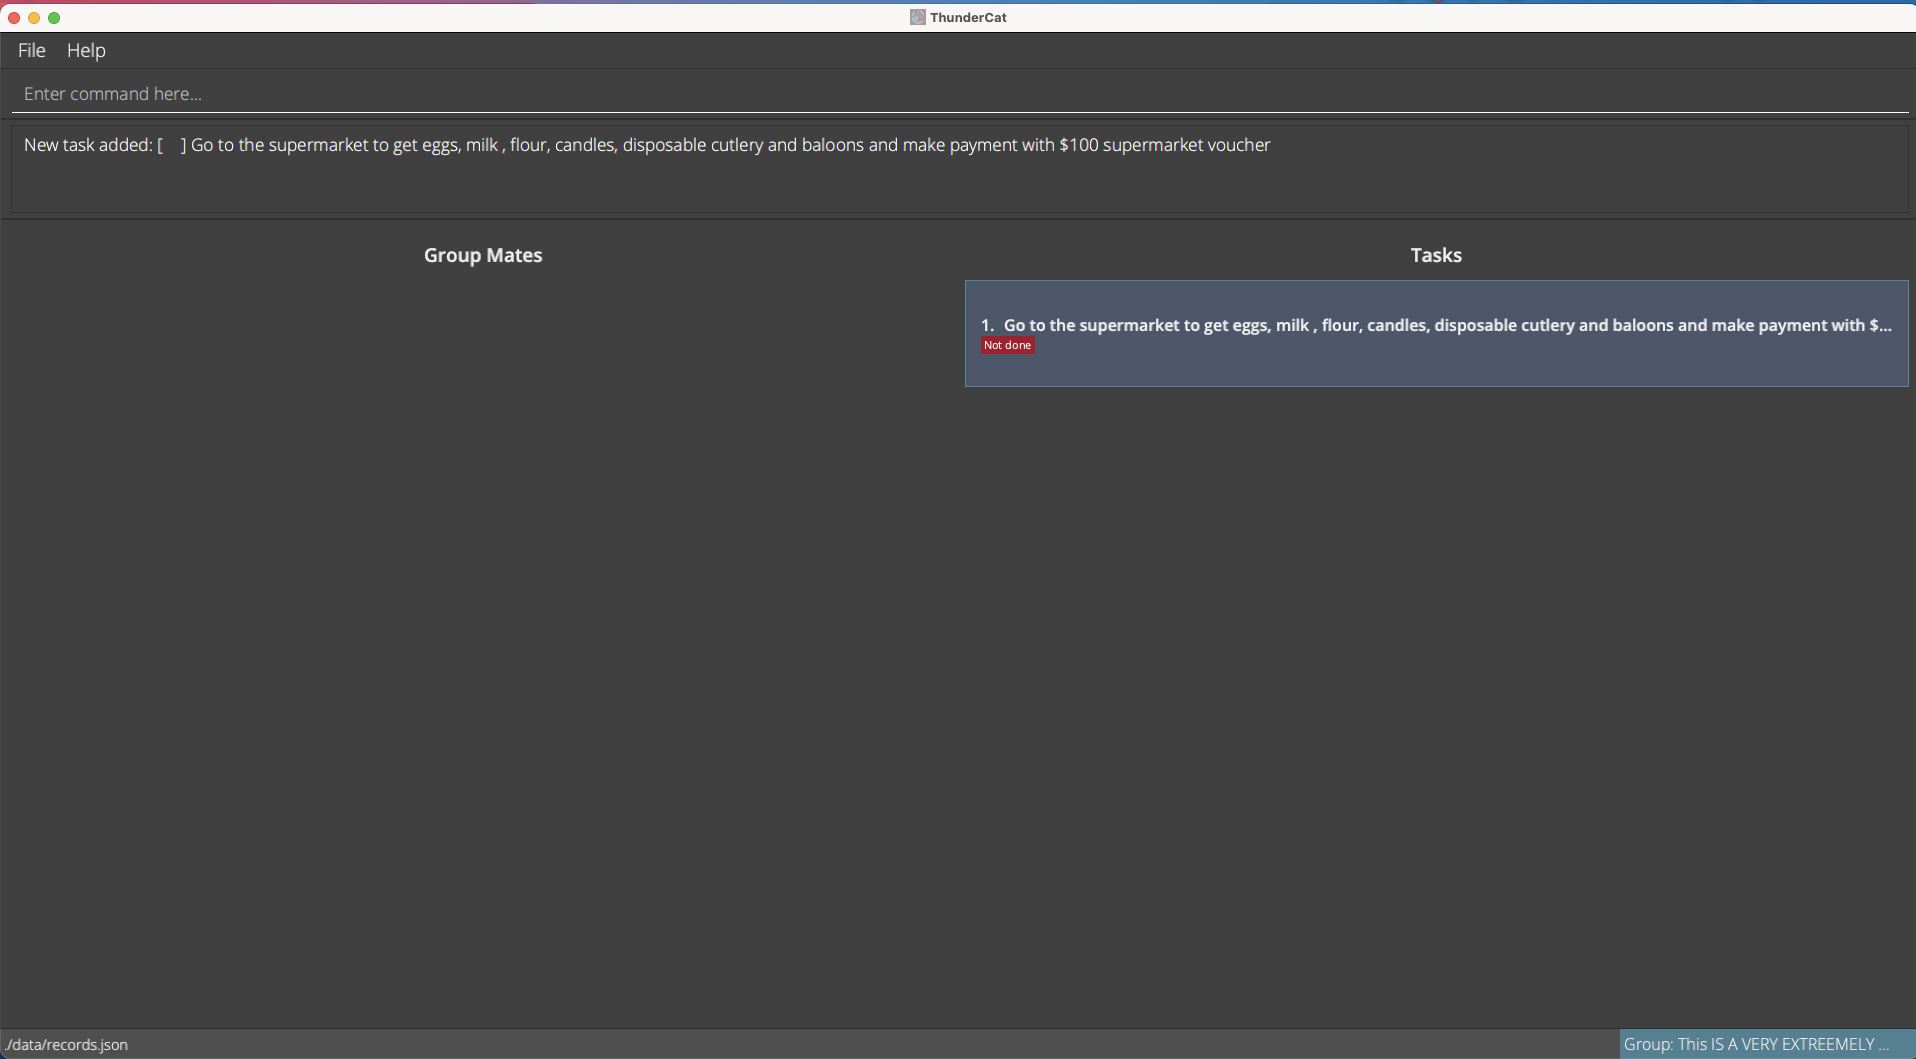 ThunderCat
File Help
Enter command here...
New task added: [ ] Go to the supermarket to get eggs, milk , flour, candles, disposable cutlery and baloons and make payment with $100 supermarket voucher
Group Mates
Tasks
1. Go to the supermarket to get eggs, milk , flour, candles, disposable cutlery and baloons and make payment with $...
Not done
./data/records.json
Group: This IS A VERY EXTREEMELY ...